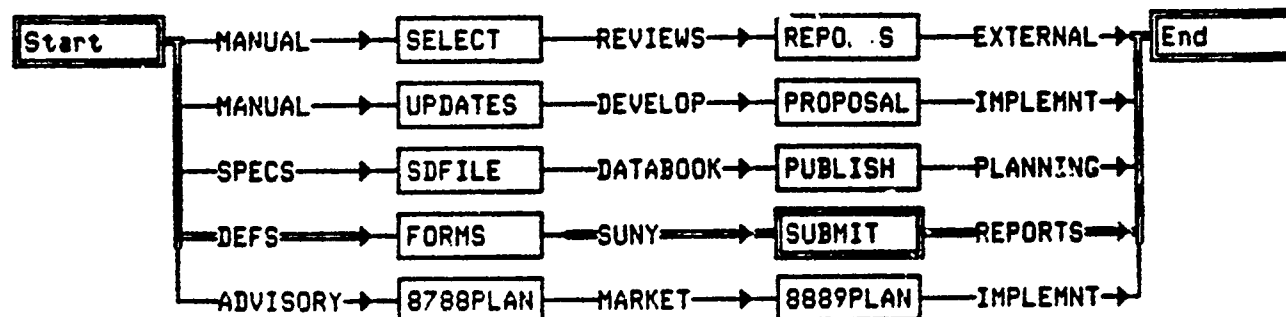 Start MANUAL SELECT REVIEWS EXTERNAL End
MANUAL UPDATES DEVELOP PROPOSAL IMPLEMNT
SPECS SDFILE DATABOOK PUBLISH PLANNING
DEFS FORMS SUNY SUBMIT REPORTS
ADVISORY 8788PLAN MARKET 8889PLAN IMPLEMNT